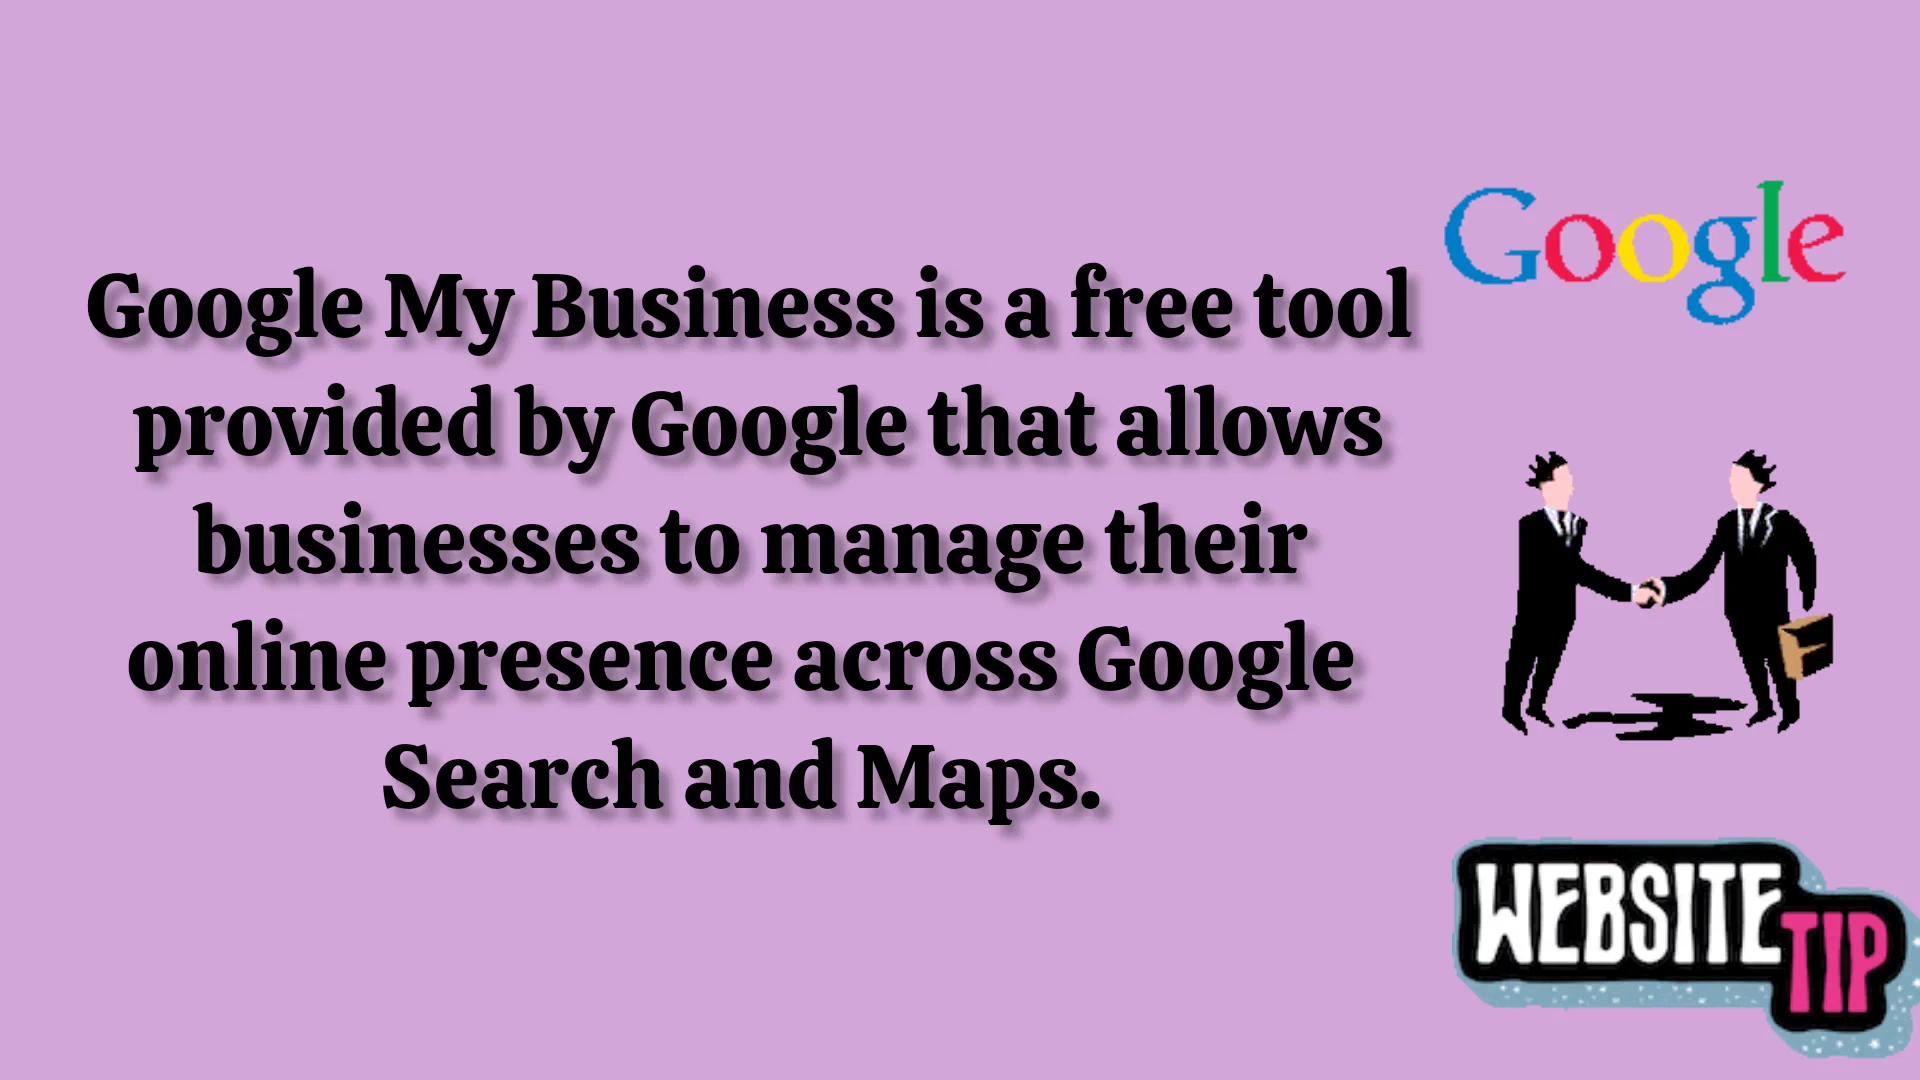 Google My Business is a free tool
provided by Google that allows
businesses to manage their
online presence across Google
Search and Maps.
Google
WEBSITE
TIP